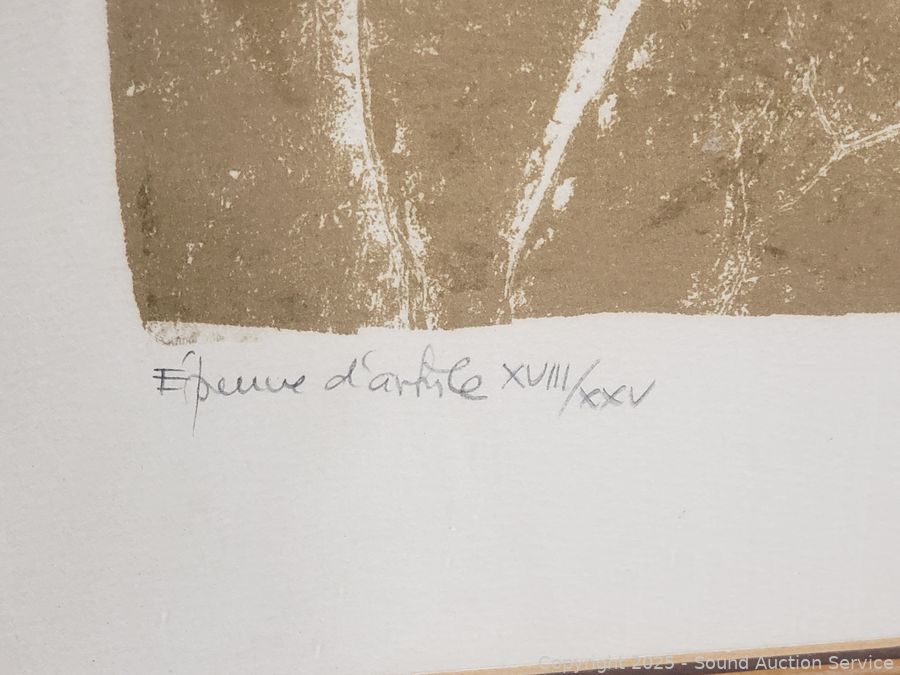 Épreuve d'artiste XVIII/XXV
Copyright 2025 - Sound Auction Service